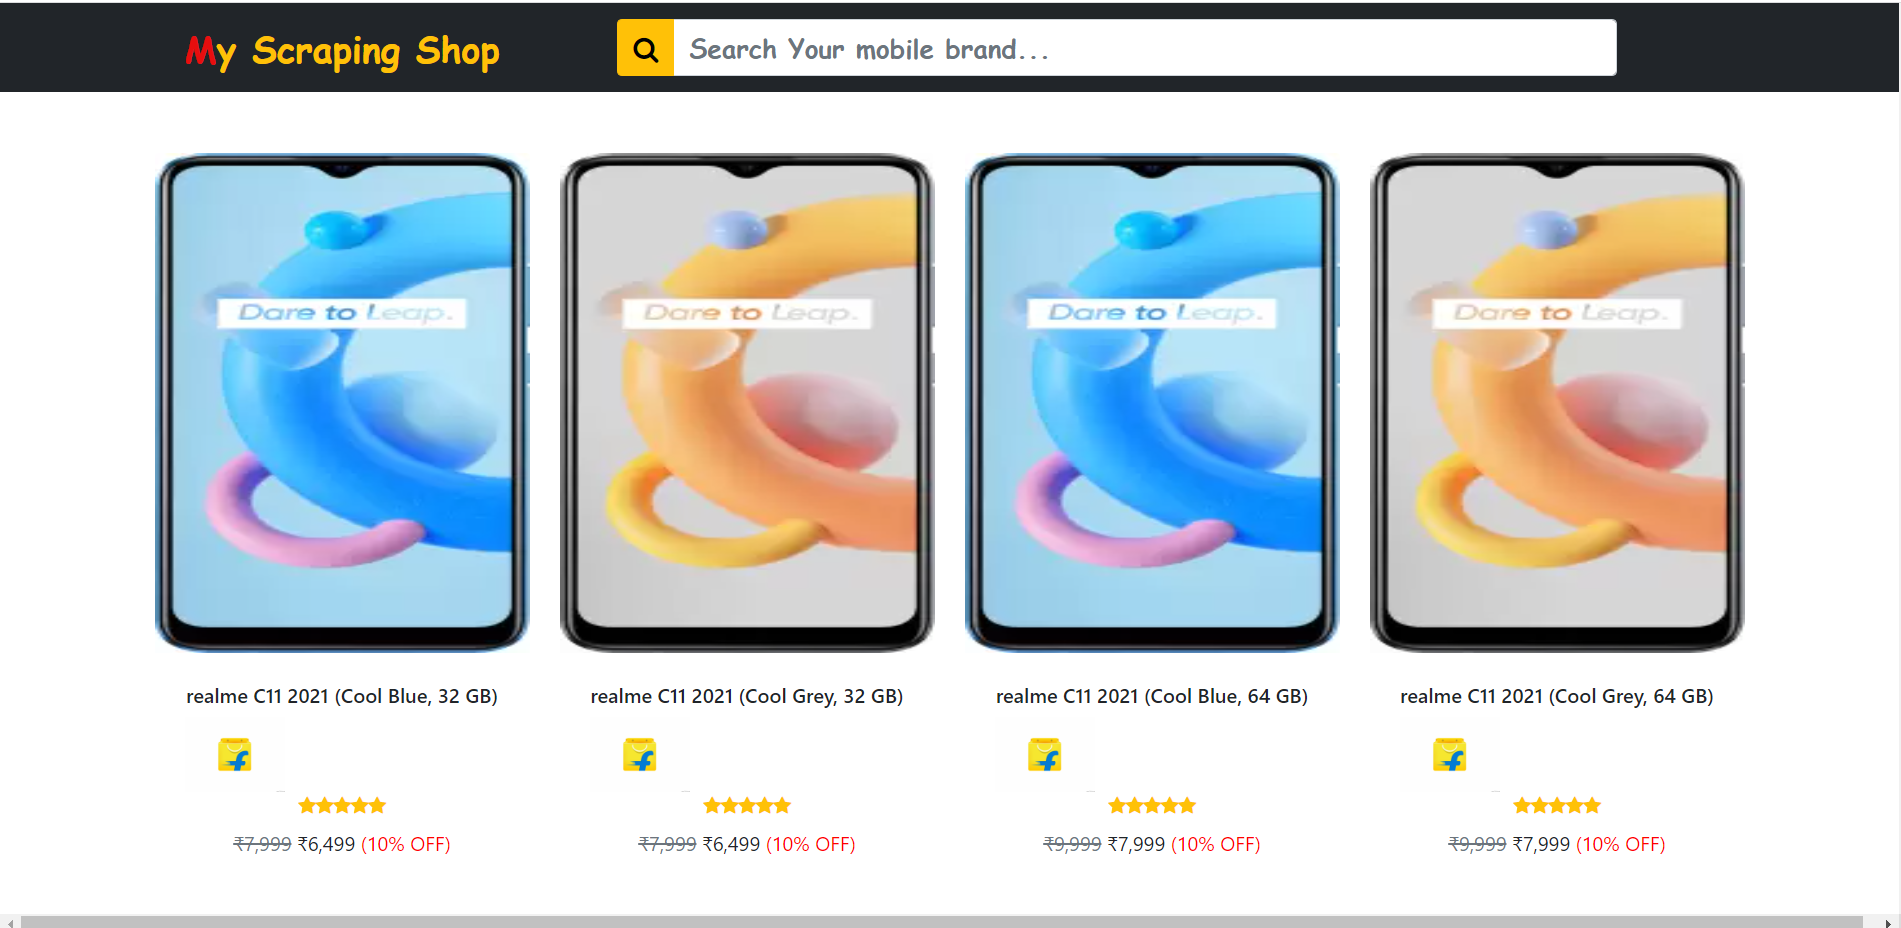 My Scraping Shop
Search Your mobile brand...
Dare to Leap.
Dare to Leap.
Dare to Leap.
Dare to Leap.
realme C11 2021 (Cool Blue, 32 GB)
realme C11 2021 (Cool Grey, 32 GB)
realme C11 2021 (Cool Blue, 64 GB)
realme C11 2021 (Cool Grey, 64 GB)
₹7,999 ₹6,499 (10% OFF)
₹7,999 ₹6,499 (10% OFF)
₹9,999 ₹7,999 (10% OFF)
₹9,999 ₹7,999 (10% OFF)